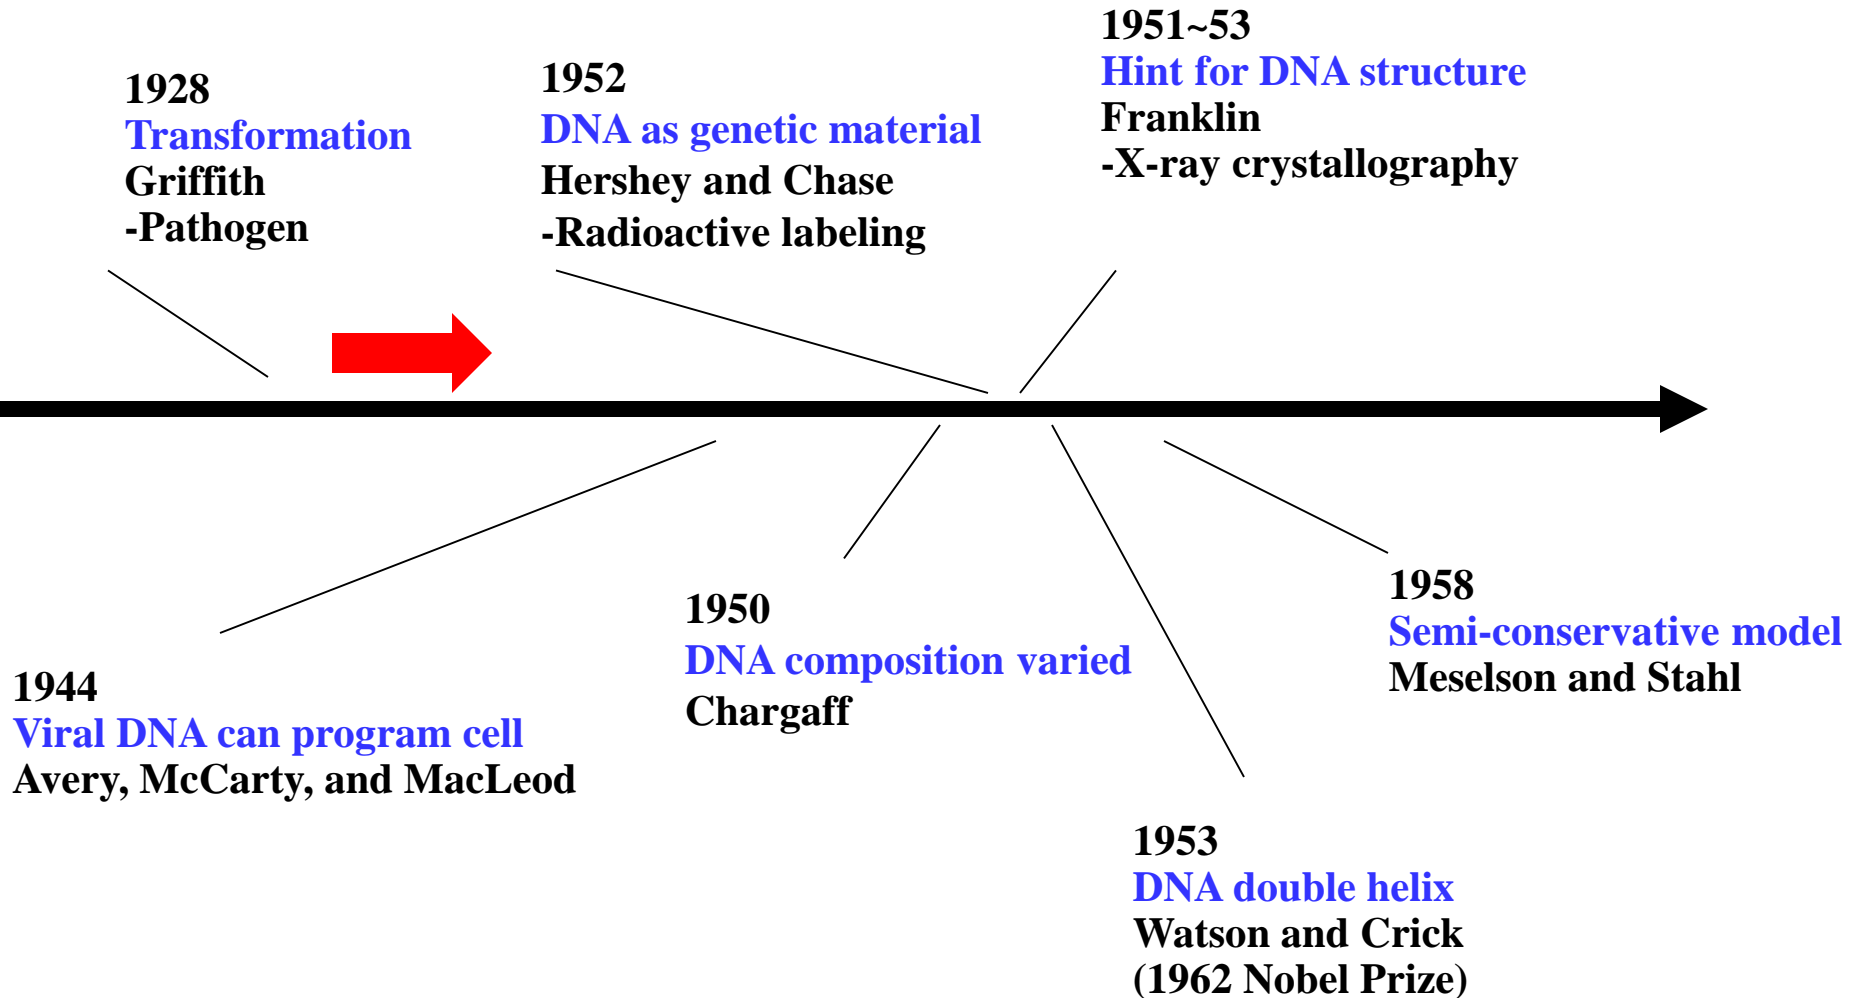 1928
Transformation
Griffith
-Pathogen
1952
DNA as genetic material
Hershey and Chase
-Radioactive labeling
1951~53
Hint for DNA structure
Franklin
-X-ray crystallography
1944
Viral DNA can program cell
Avery, McCarty, and MacLeod
1950
DNA composition varied
Chargaff
1953
DNA double helix
Watson and Crick
(1962 Nobel Prize)
1958
Semi-conservative model
Meselson and Stahl